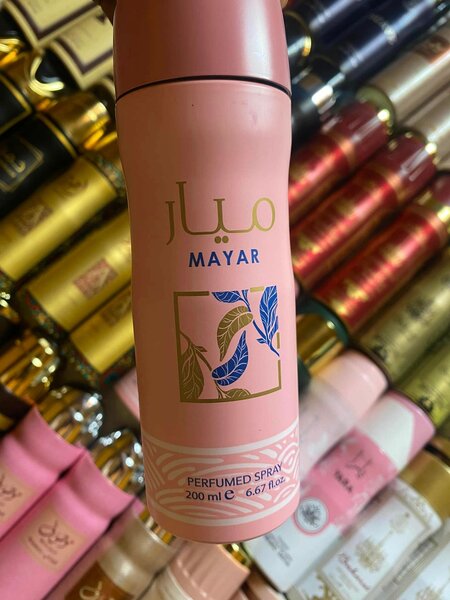 ميار
MAYAR
PERFUMED SPRAY
200 ml e 6.67 fl.oz.